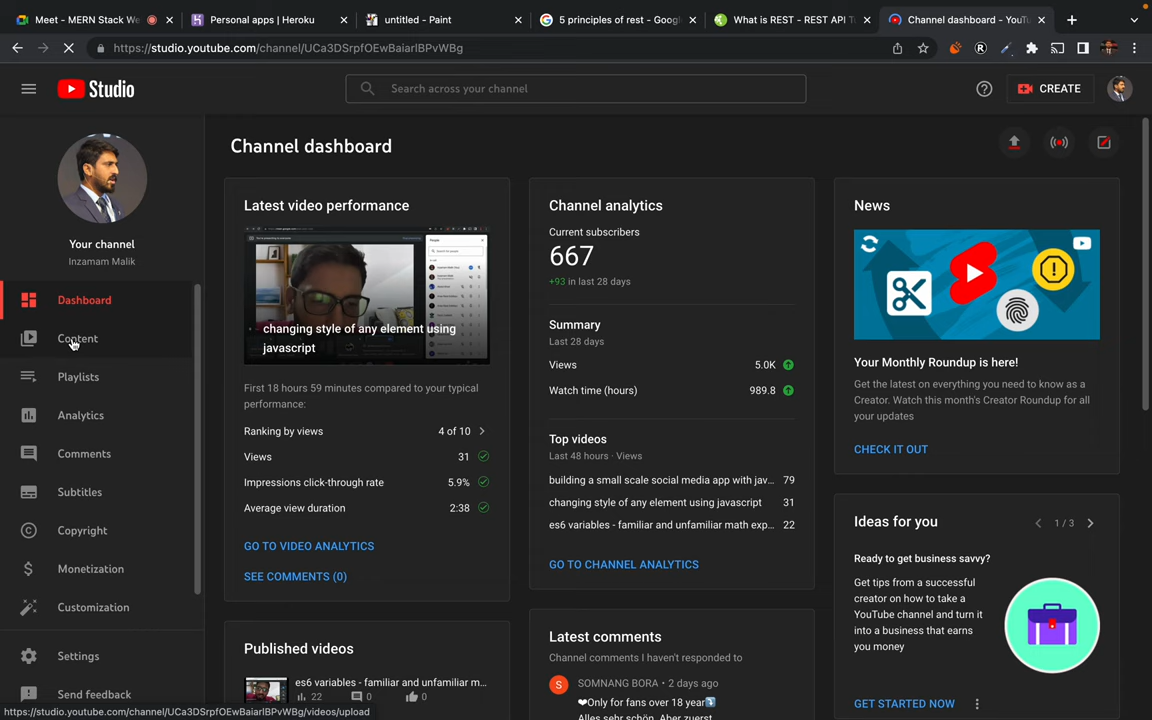 Meet - MERN Stack We
Personal apps | Heroku
untitled - Paint
5 principles of rest - Google
What is REST - REST API Tu
Channel dashboard - YouTu
https://studio.youtube.com/channel/UCa3DSrpfOEwBaiarlBPvWBg
Studio
Search across your channel
CREATE
Your channel
Inzamam Malik
Dashboard
Content
Playlists
Analytics
Comments
Subtitles
Copyright
Monetization
Customization
Settings
Send feedback
https://studio.youtube.com/channel/UCa3DSrpfOEwBaiarlBPvWBg/videos/upload
Channel dashboard
Latest video performance
changing style of any element using
javascript
First 18 hours 59 minutes compared to your typical
performance:
Ranking by views 4 of 10
Views 31
Impressions click-through rate 5.9%
Average view duration 2:38
GO TO VIDEO ANALYTICS
SEE COMMENTS (0)
Published videos
es6 variables - familiar and unfamiliar m...
22 0 0
Channel analytics
Current subscribers
667
+93 in last 28 days
Summary
Last 28 days
Views 5.0K
Watch time (hours) 989.8
Top videos
Last 48 hours · Views
building a small scale social media app with jav... 79
changing style of any element using javascript 31
es6 variables - familiar and unfamiliar math exp... 22
GO TO CHANNEL ANALYTICS
Latest comments
Channel comments I haven't responded to
S
SOMNANG BORA • 2 days ago
❤Only for fans over 18 year⤵
Alles sehr schön. Aber zuerst
News
Your Monthly Roundup is here!
Get the latest on everything you need to know as a
Creator. Watch this month's Creator Roundup for all
your updates
CHECK IT OUT
Ideas for you
1 / 3
Ready to get business savvy?
Get tips from a successful
creator on how to take a
YouTube channel and turn it
into a business that earns
you money
GET STARTED NOW